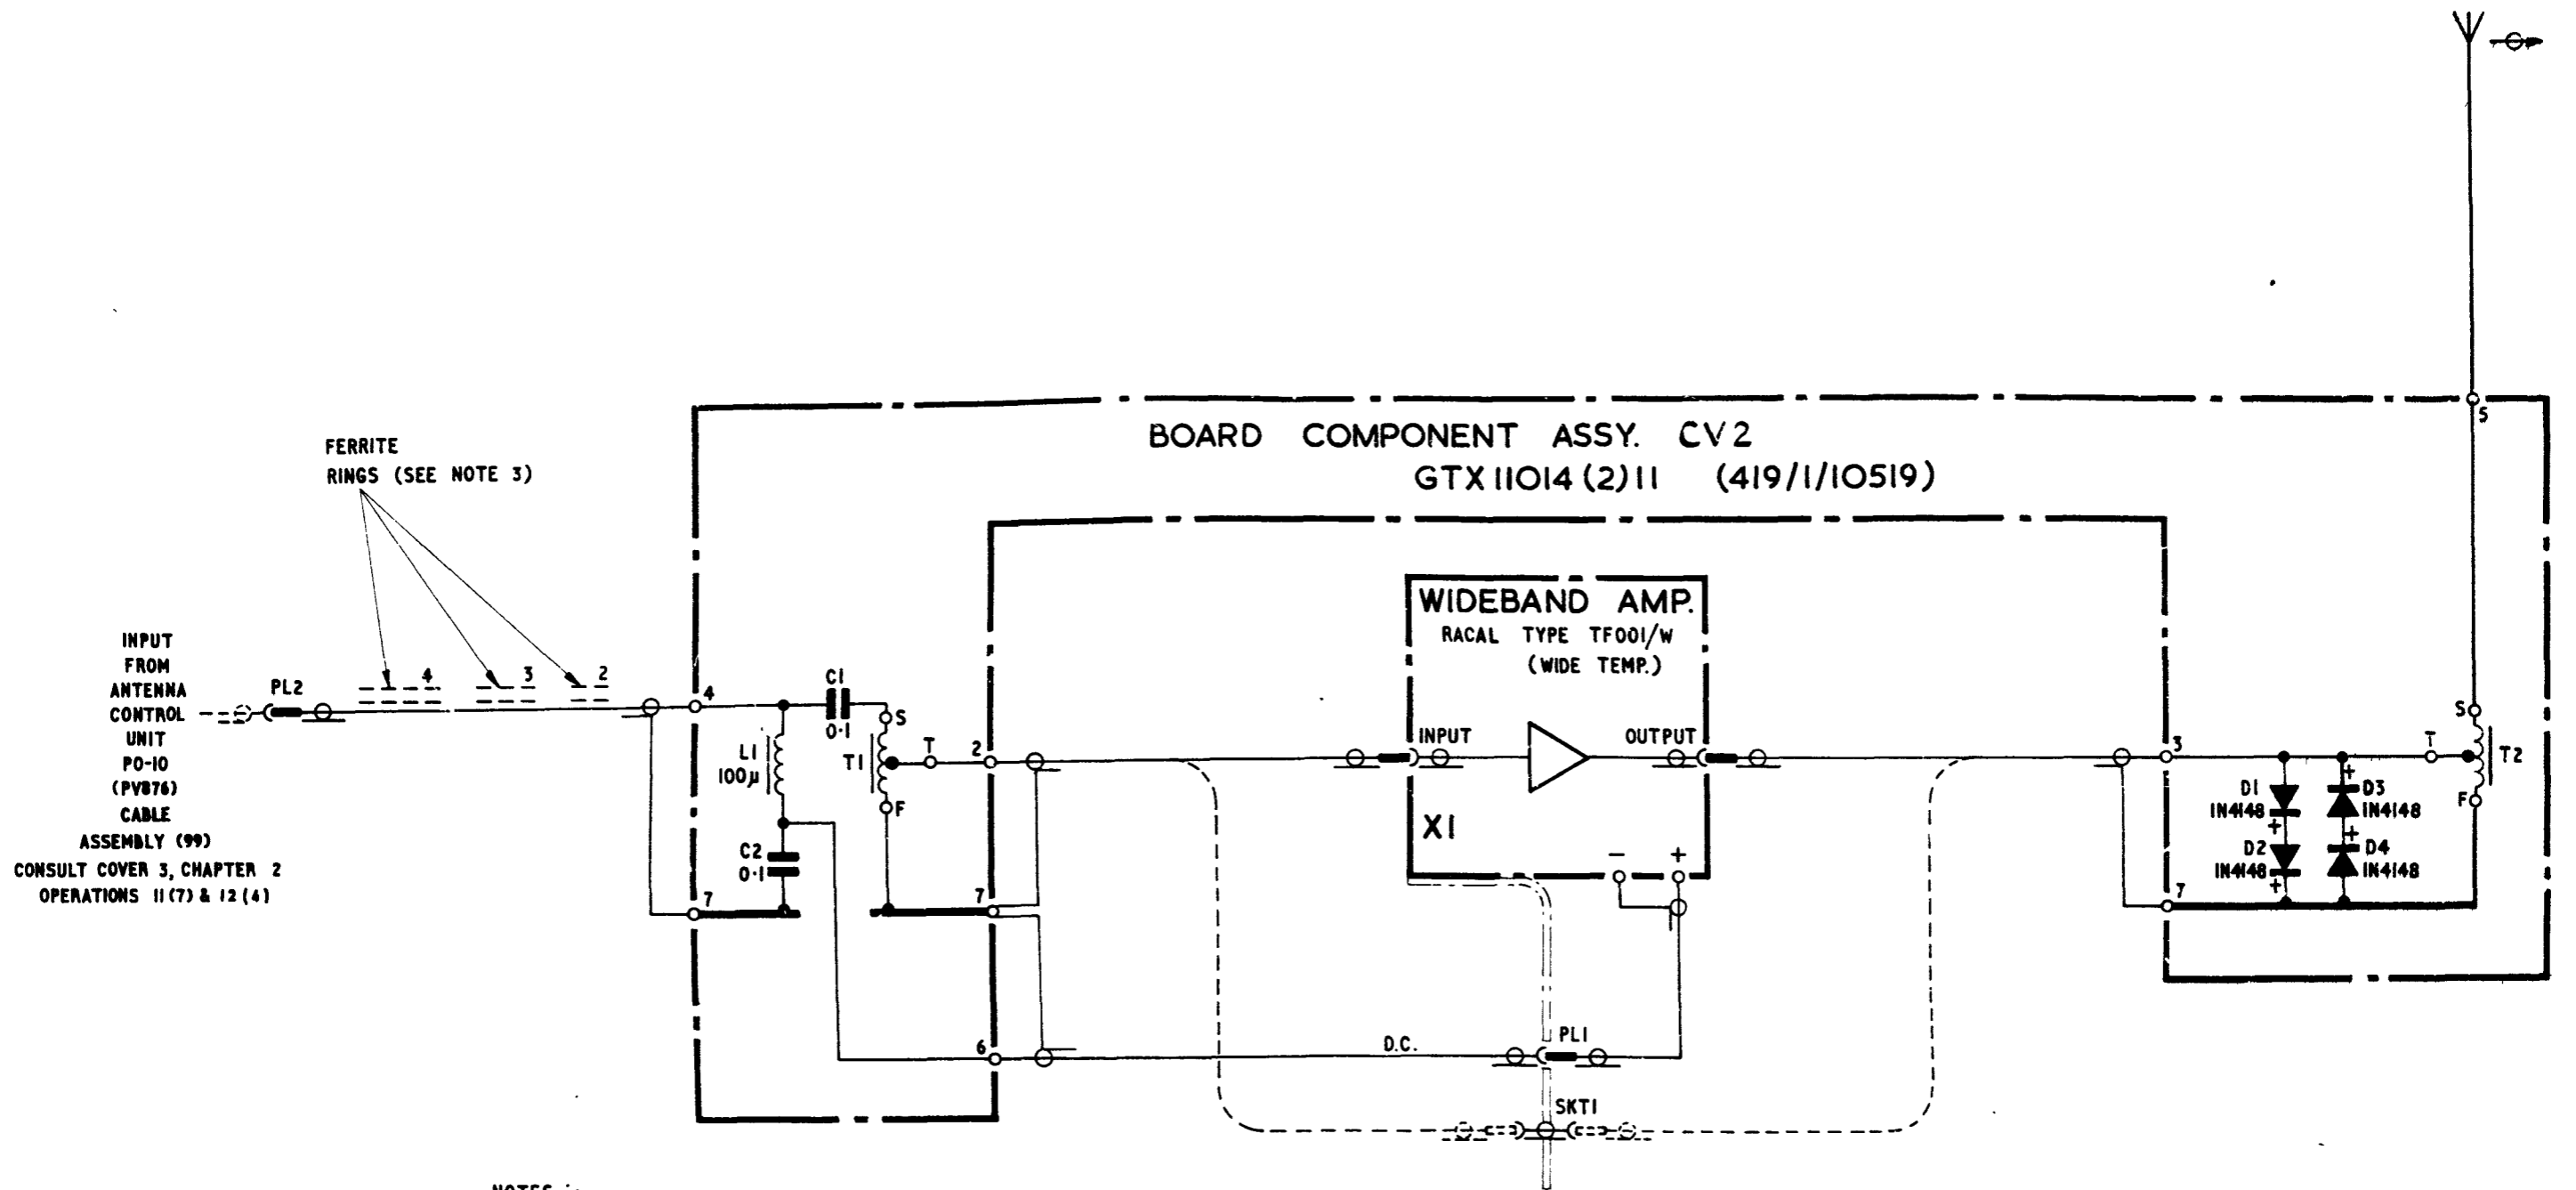 5
BOARD COMPONENT ASSY. CV2
GTX 11014 (2) 11 (419/1/10519)
FERRITE
RINGS (SEE NOTE 3)
WIDEBAND AMP.
RACAL TYPE TF001/W
(WIDE TEMP.)
INPUT
FROM
ANTENNA
CONTROL
UNIT
PO-10
(PV876)
CABLE
ASSEMBLY (99)
CONSULT COVER 3, CHAPTER 2
OPERATIONS 11(7) & 12(4)
PL2
4
3
2
4
C1
0·1
S
T
2
L1
100µ
T1
F
C2
0·1
7
7
6
INPUT
OUTPUT
X1
−
+
D.C.
PL1
SKT1
3
T
S
T2
F
D1
1N4148
+
D2
1N4148
+
+
D3
1N4148
+
D4
1N4148
7
NOTES :-